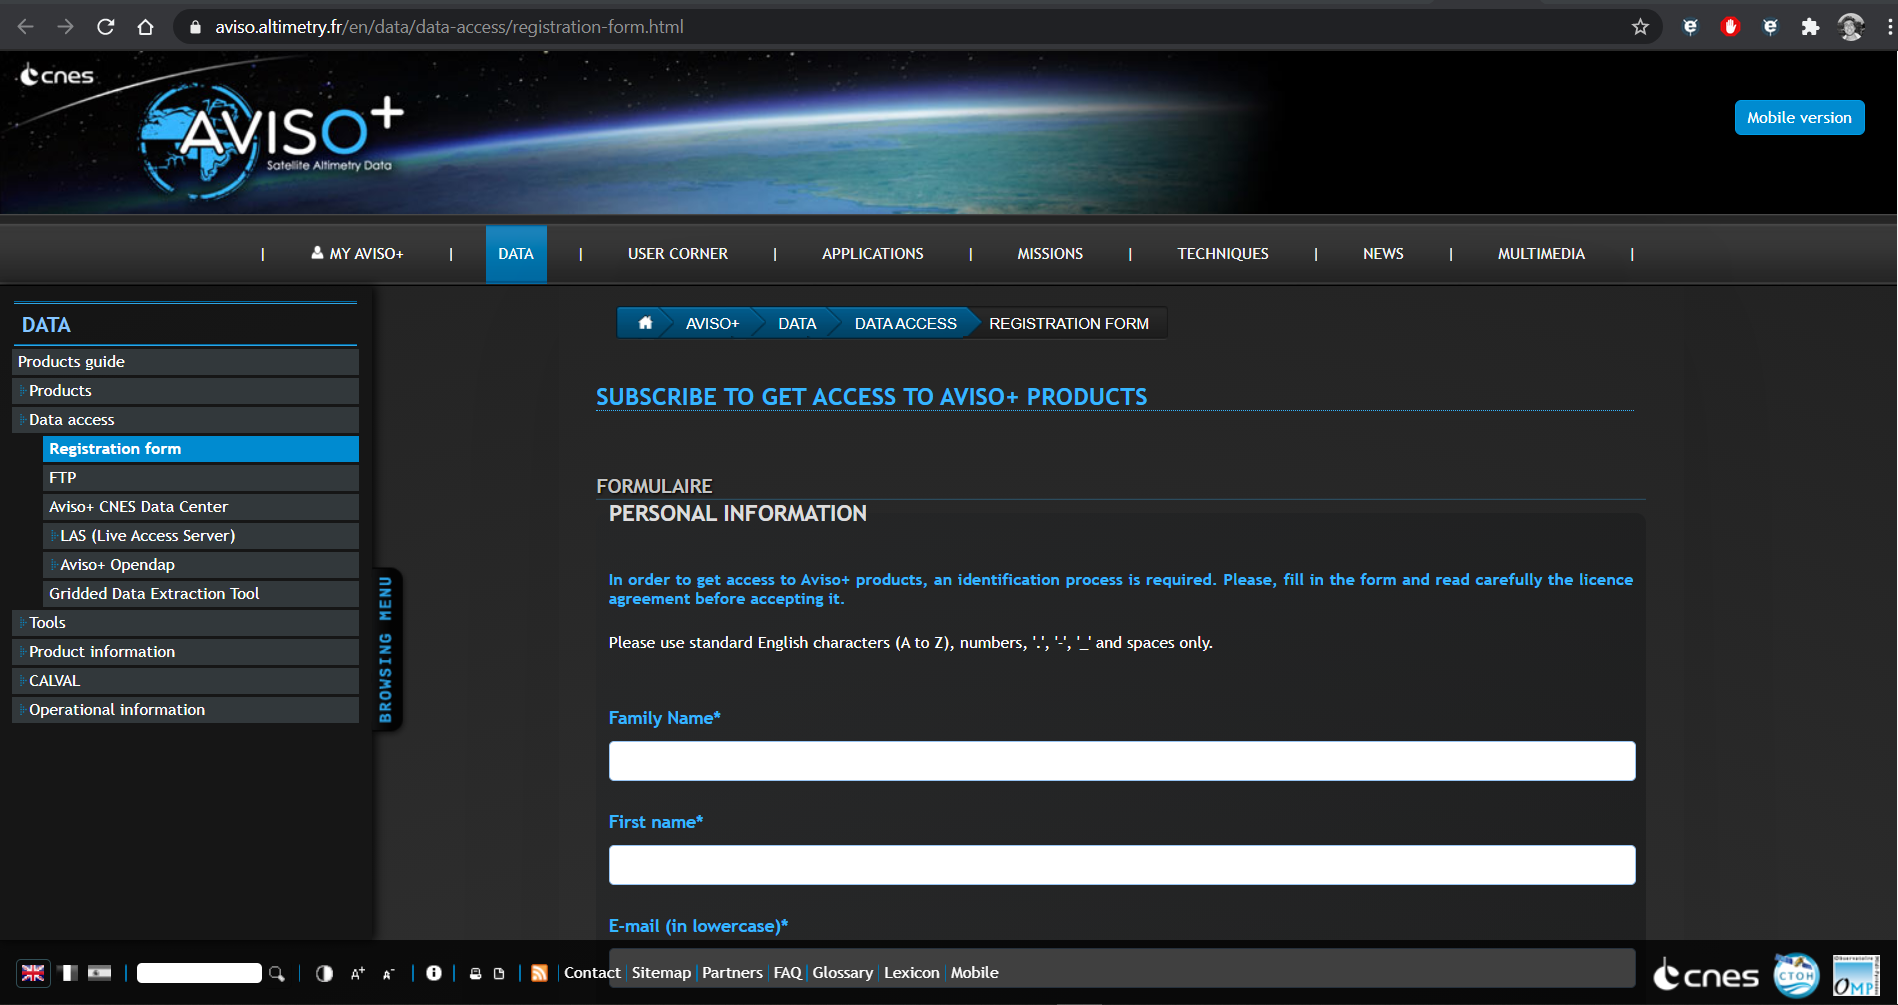 aviso.altimetry.fr/en/data/data-access/registration-form.html
cnes
AVISO+
Satellite Altimetry Data
Mobile version
| MY AVISO+ | DATA | USER CORNER | APPLICATIONS | MISSIONS | TECHNIQUES | NEWS | MULTIMEDIA |
DATA
Products guide
Products
Data access
Registration form
FTP
Aviso+ CNES Data Center
LAS (Live Access Server)
Aviso+ Opendap
Gridded Data Extraction Tool
Tools
Product information
CALVAL
Operational information
BROWSING MENU
AVISO+ DATA DATA ACCESS REGISTRATION FORM
SUBSCRIBE TO GET ACCESS TO AVISO+ PRODUCTS
FORMULAIRE
PERSONAL INFORMATION
In order to get access to Aviso+ products, an identification process is required. Please, fill in the form and read carefully the licence
agreement before accepting it.
Please use standard English characters (A to Z), numbers, '.', '-', '_' and spaces only.
Family Name*
First name*
E-mail (in lowercase)*
A+ A- Contact | Sitemap | Partners | FAQ | Glossary | Lexicon | Mobile
cnes
CTOH
OMP